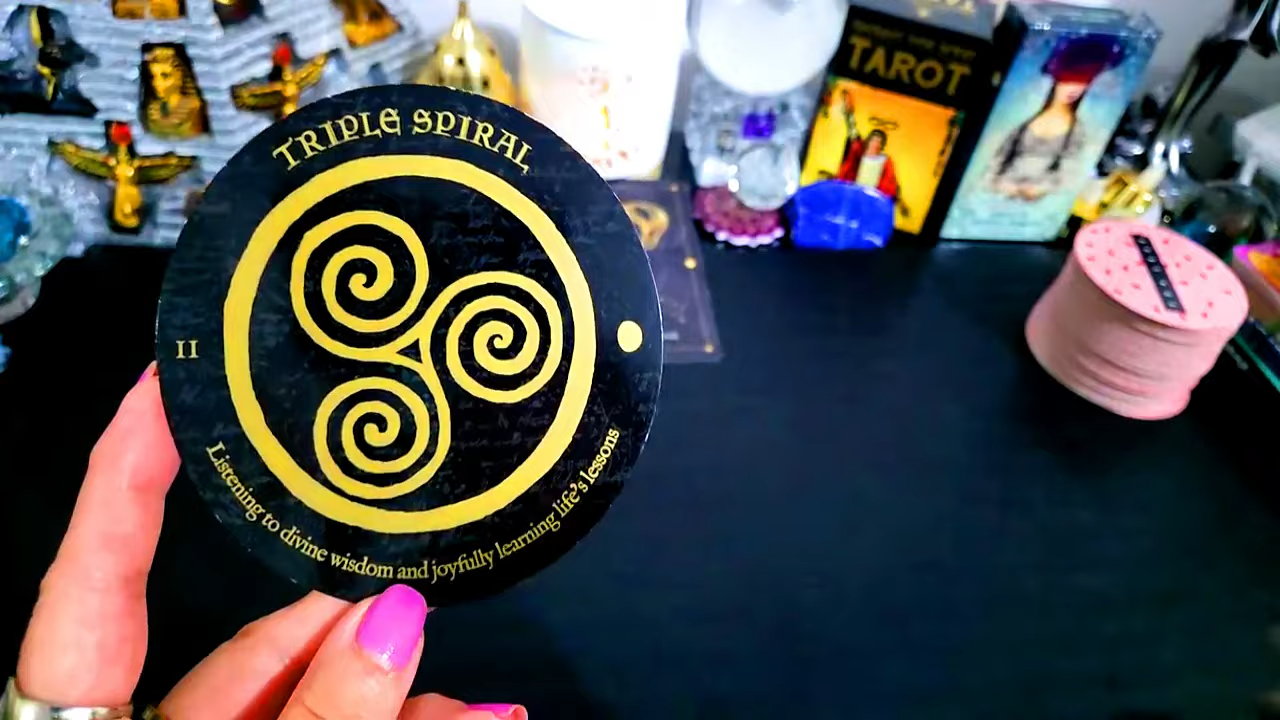 TRIPLE SPIRAL
II
Listening to divine wisdom and joyfully learning life's lessons
TAROT